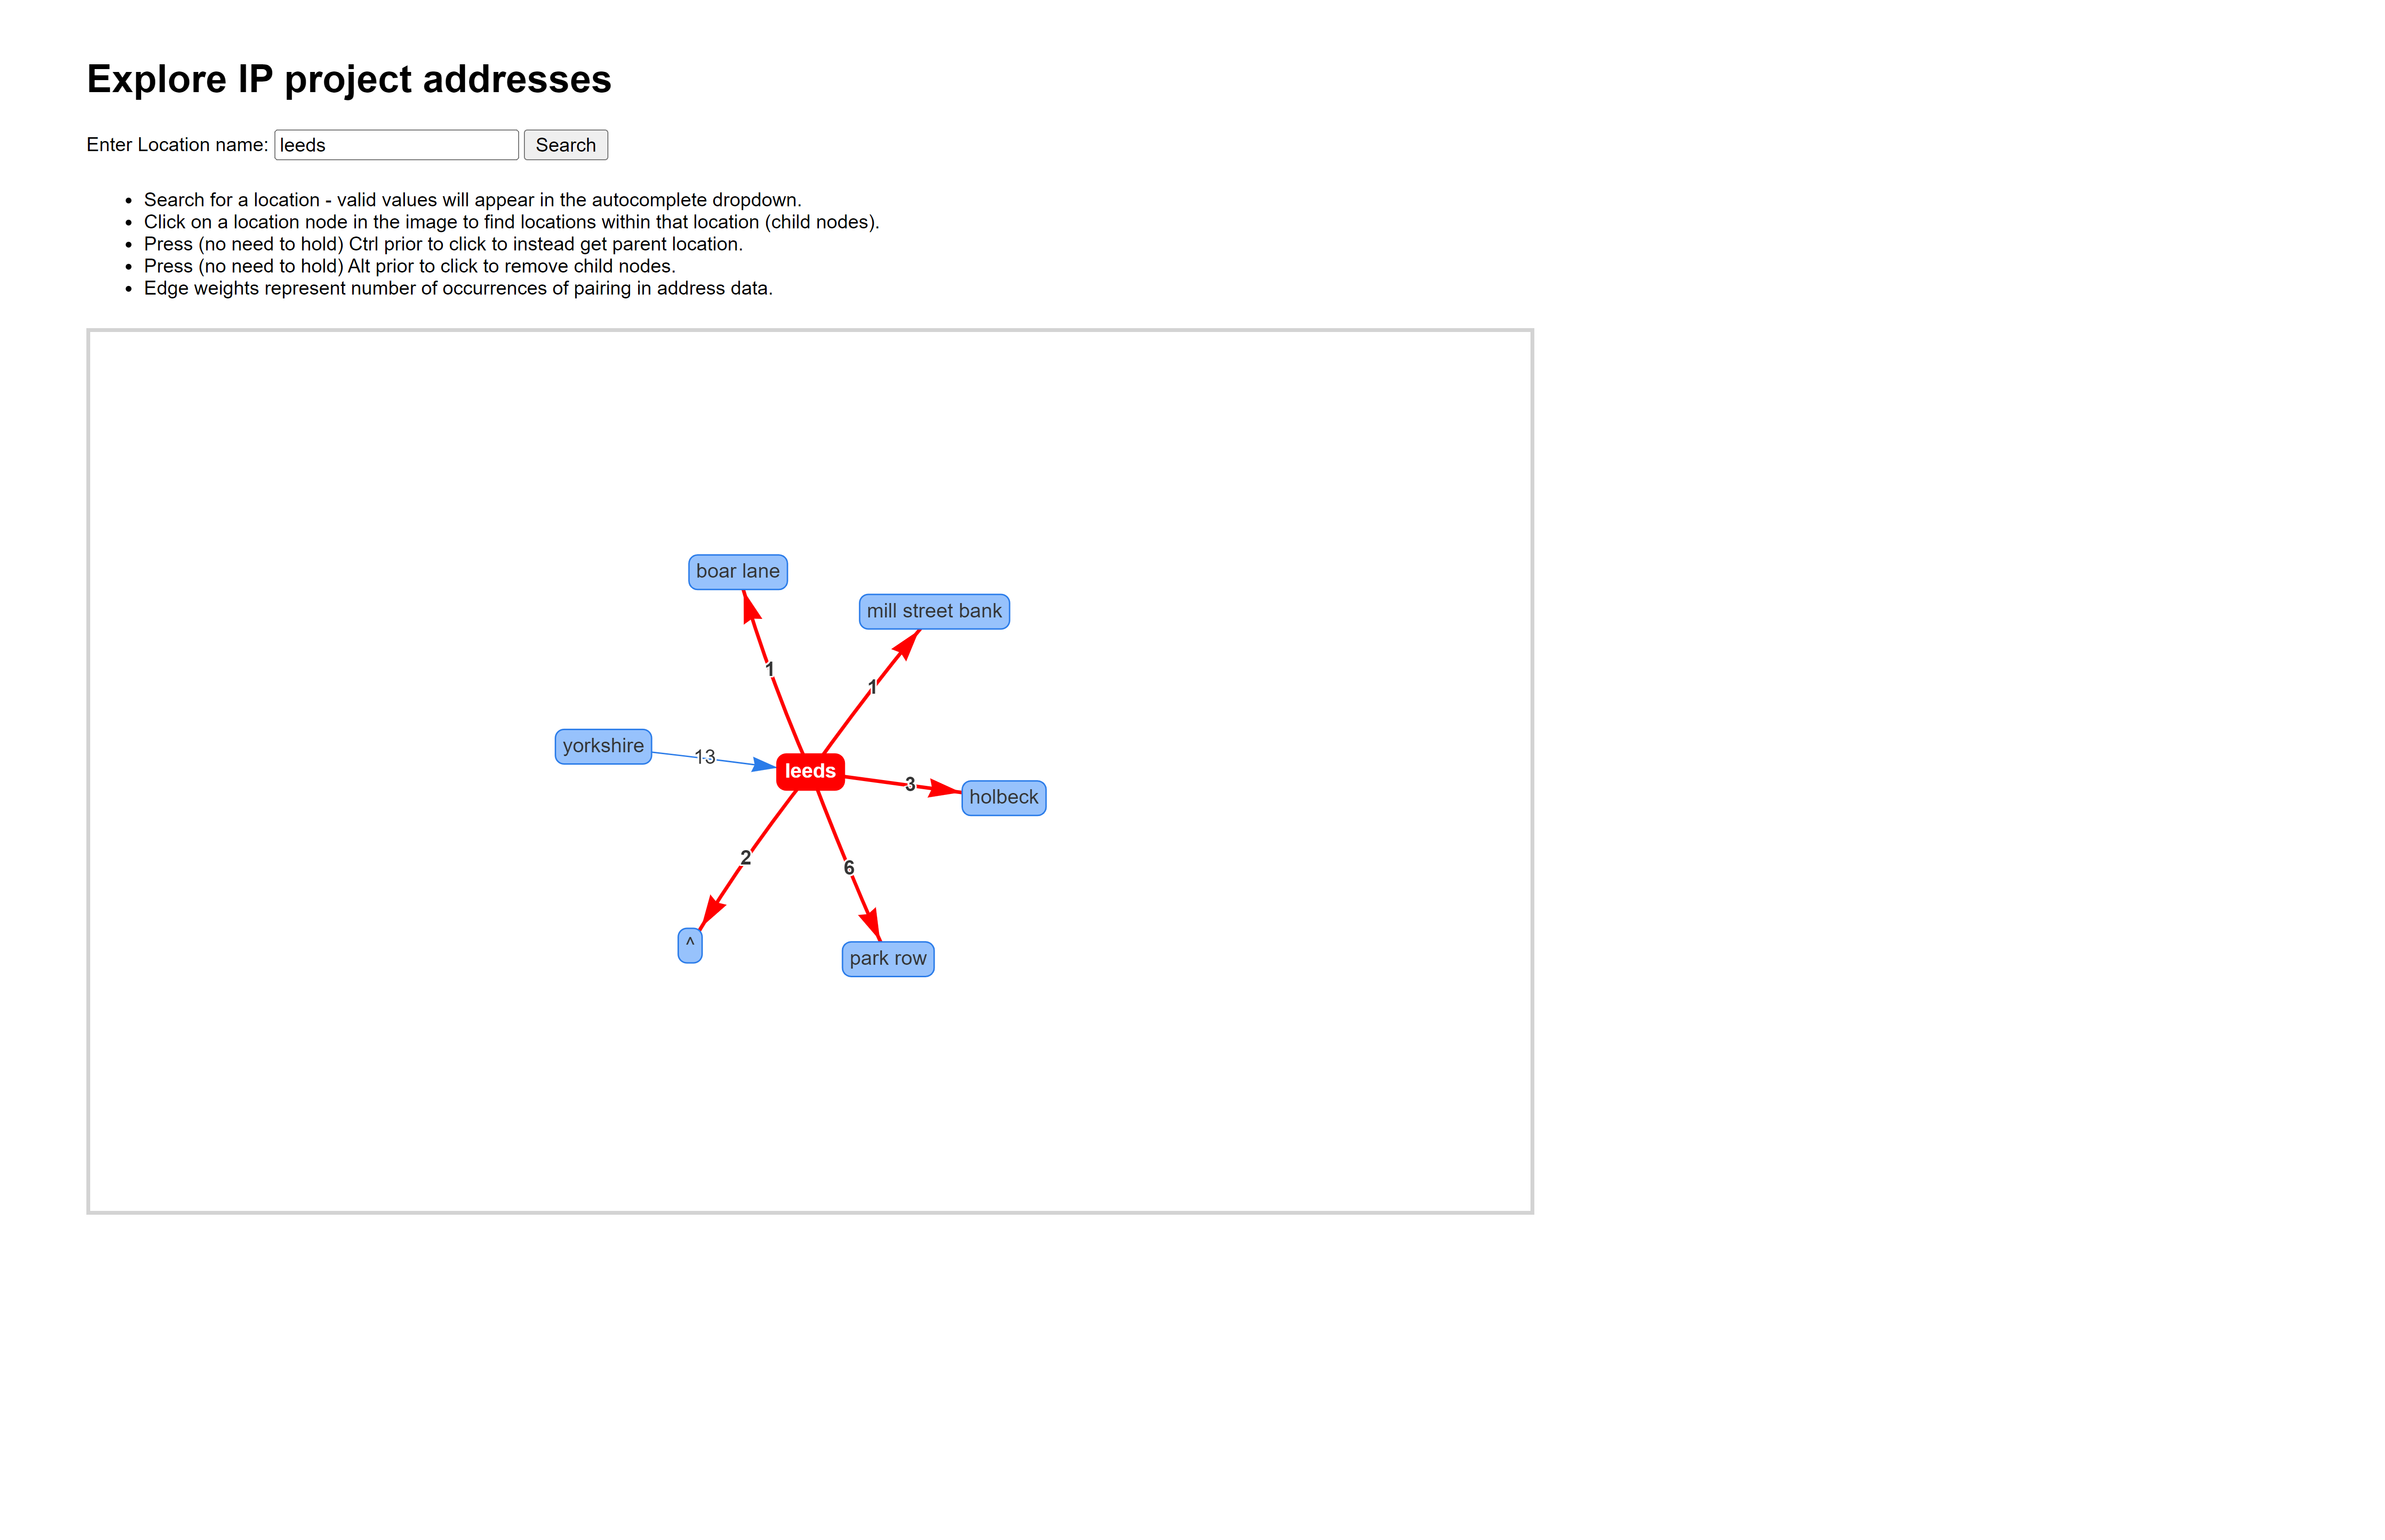 Explore IP project addresses
Enter Location name: leeds Search
Search for a location - valid values will appear in the autocomplete dropdown.
Click on a location node in the image to find locations within that location (child nodes).
Press (no need to hold) Ctrl prior to click to instead get parent location.
Press (no need to hold) Alt prior to click to remove child nodes.
Edge weights represent number of occurrences of pairing in address data.
boar lane
mill street bank
1
1
yorkshire
13
leeds
3
holbeck
2
6
^
park row